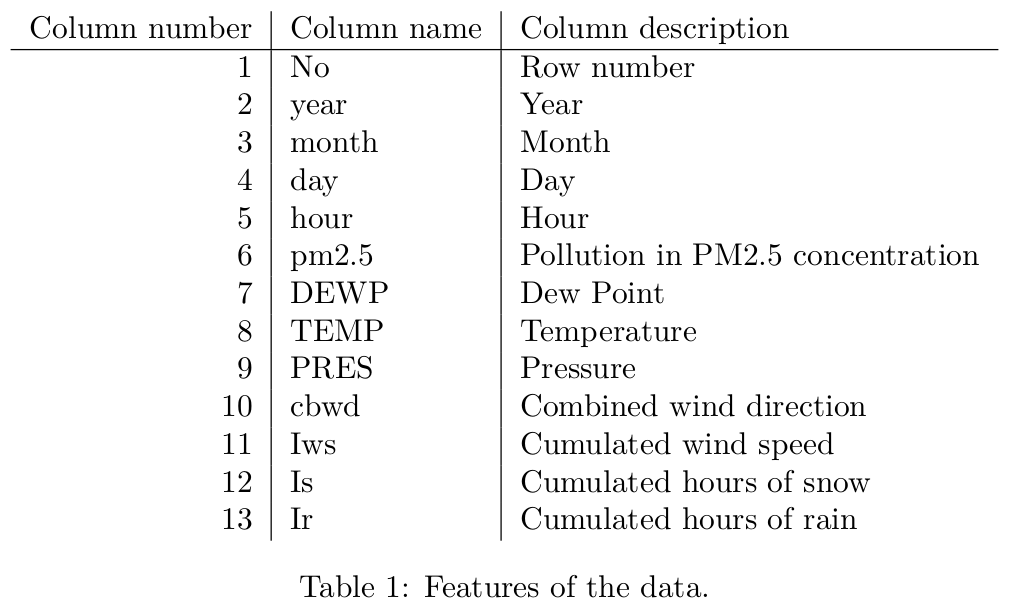 Column number Column name Column description
1 No Row number
2 year Year
3 month Month
4 day Day
5 hour Hour
6 pm2.5 Pollution in PM2.5 concentration
7 DEWP Dew Point
8 TEMP Temperature
9 PRES Pressure
10 cbwd Combined wind direction
11 Iws Cumulated wind speed
12 Is Cumulated hours of snow
13 Ir Cumulated hours of rain
Table 1: Features of the data.